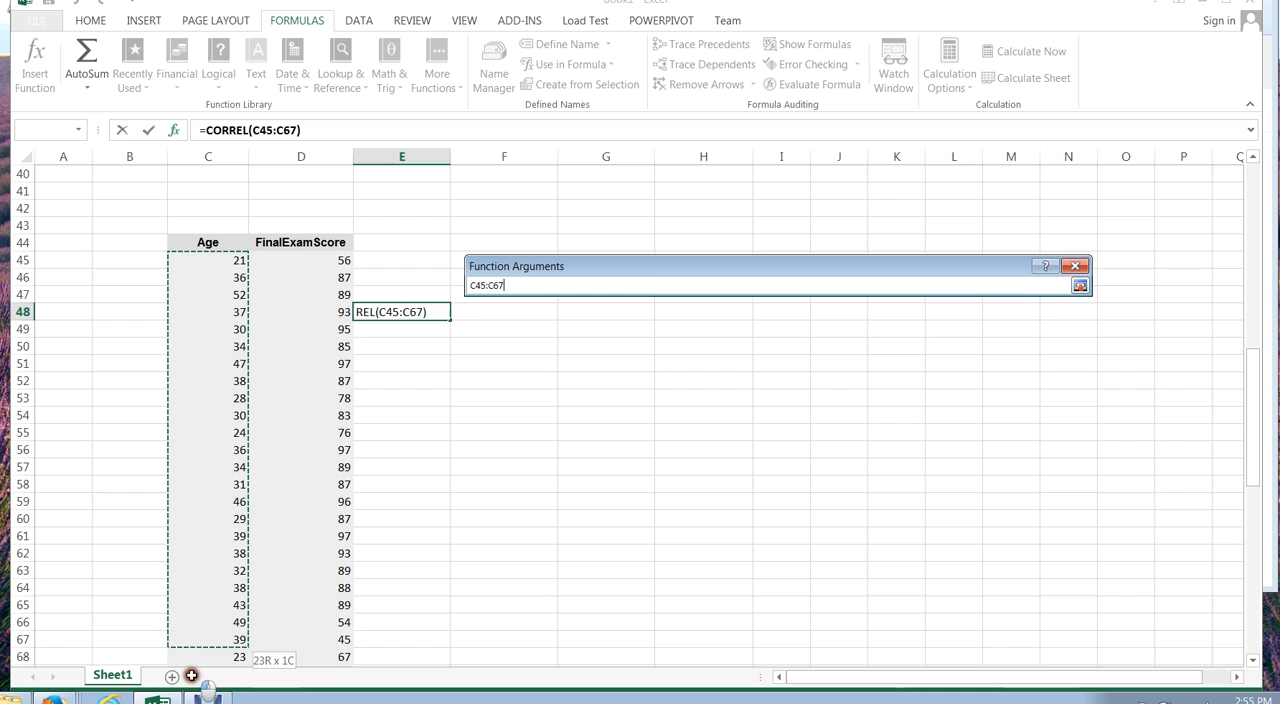 Book1 - Excel
FILE HOME INSERT PAGE LAYOUT FORMULAS DATA REVIEW VIEW ADD-INS Load Test POWERPIVOT Team Sign in
Insert Function
AutoSum
Recently Used
Financial
Logical
Text
Date & Time
Lookup & Reference
Math & Trig
More Functions
Function Library
Name Manager
Define Name
Use in Formula
Create from Selection
Defined Names
Trace Precedents
Trace Dependents
Remove Arrows
Show Formulas
Error Checking
Evaluate Formula
Formula Auditing
Watch Window
Calculation Options
Calculate Now
Calculate Sheet
Calculation
fx =CORREL(C45:C67)
A B C D E F G H I J K L M N O P Q
40
41
42
43
44 Age FinalExamScore
45 21 56
46 36 87
47 52 89
48 37 93 REL(C45:C67)
49 30 95
50 34 85
51 47 97
52 38 87
53 28 78
54 30 83
55 24 76
56 36 97
57 34 89
58 31 87
59 46 96
60 29 87
61 39 97
62 38 93
63 32 89
64 38 88
65 43 89
66 49 54
67 39 45
68 23 67
Function Arguments
C45:C67
23R x 1C
Sheet1
2:55 PM